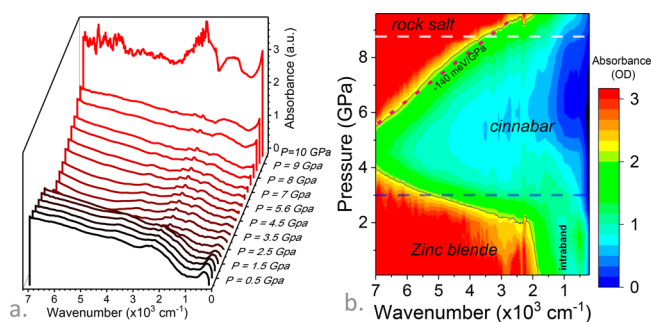 a.
3
2
1
0
Absorbance (a.u.)
P=10 GPa
P = 9 Gpa
P = 8 Gpa
P = 7 Gpa
P = 5.6 Gpa
P = 4.5 Gpa
P = 3.5 Gpa
P = 2.5 Gpa
P = 1.5 Gpa
P = 0.5 Gpa
7 6 5 4 3 2 1 0
Wavenumber (x10³ cm⁻¹)
b.
rock salt
-140 meV/GPa
cinnabar
Zinc blende
intraband
8
6
4
2
Pressure (GPa)
7 6 5 4 3 2 1
Wavenumber (x10³ cm⁻¹)
Absorbance
(OD)
3
2
1
0